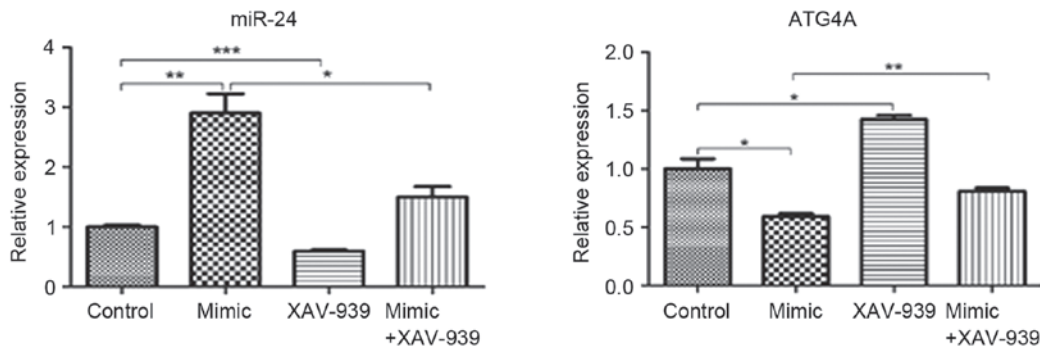 miR-24
Relative expression
4
3
2
1
0
***
**
*
Control Mimic XAV-939 Mimic
+XAV-939
ATG4A
Relative expression
2.0
1.5
1.0
0.5
0.0
**
*
*
Control Mimic XAV-939 Mimic
+XAV-939